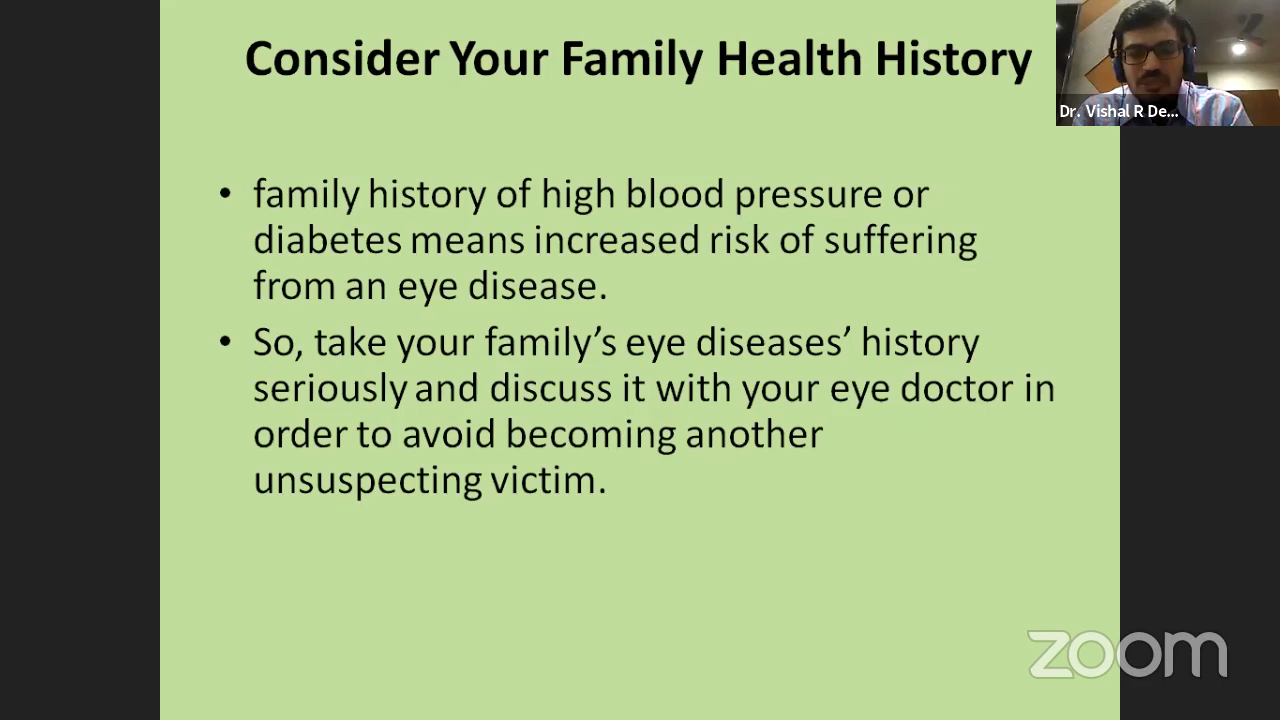 Consider Your Family Health History
Dr. Vishal R De...
• family history of high blood pressure or
diabetes means increased risk of suffering
from an eye disease.
• So, take your family’s eye diseases’ history
seriously and discuss it with your eye doctor in
order to avoid becoming another
unsuspecting victim.
zoom